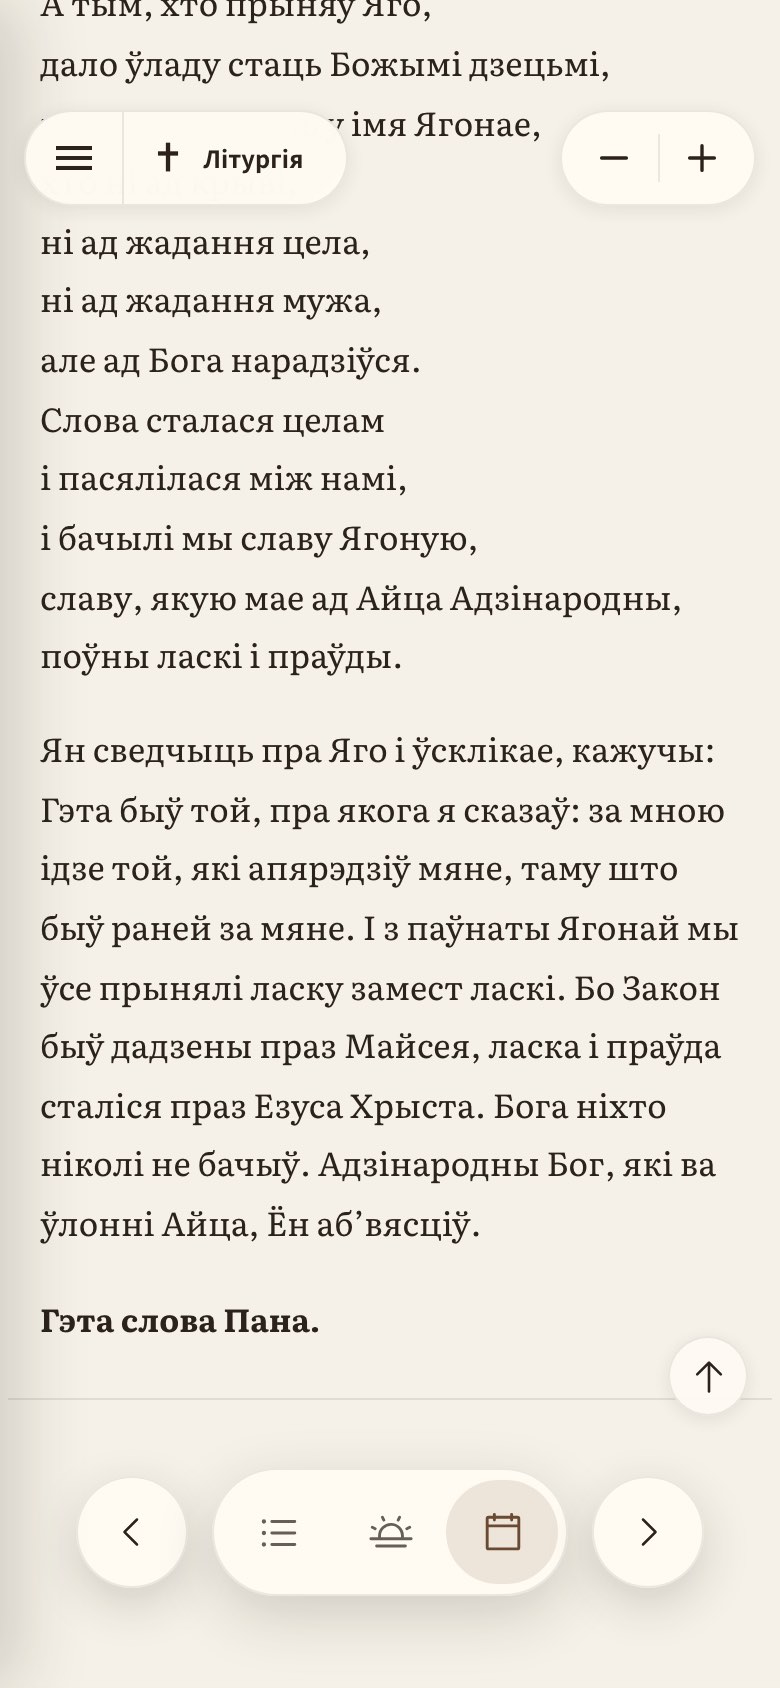 А тым, хто прыняў Яго,
дало ўладу стаць Божымі дзецьмі,
імя Ягонае,
Літургія
ні ад жадання цела,
ні ад жадання мужа,
але ад Бога нарадзіўся.
Слова сталася целам
і пасялілася між намі,
і бачылі мы славу Ягоную,
славу, якую мае ад Айца Адзінародны,
поўны ласкі і праўды.
Ян сведчыць пра Яго і ўсклікае, кажучы:
Гэта быў той, пра якога я сказаў: за мною
ідзе той, які апярэдзіў мяне, таму што
быў раней за мяне. І з паўнаты Ягонай мы
ўсе прынялі ласку замест ласкі. Бо Закон
быў дадзены праз Майсея, ласка і праўда
сталіся праз Езуса Хрыста. Бога ніхто
ніколі не бачыў. Адзінародны Бог, які ва
ўлонні Айца, Ён аб’вясціў.
Гэта слова Пана.